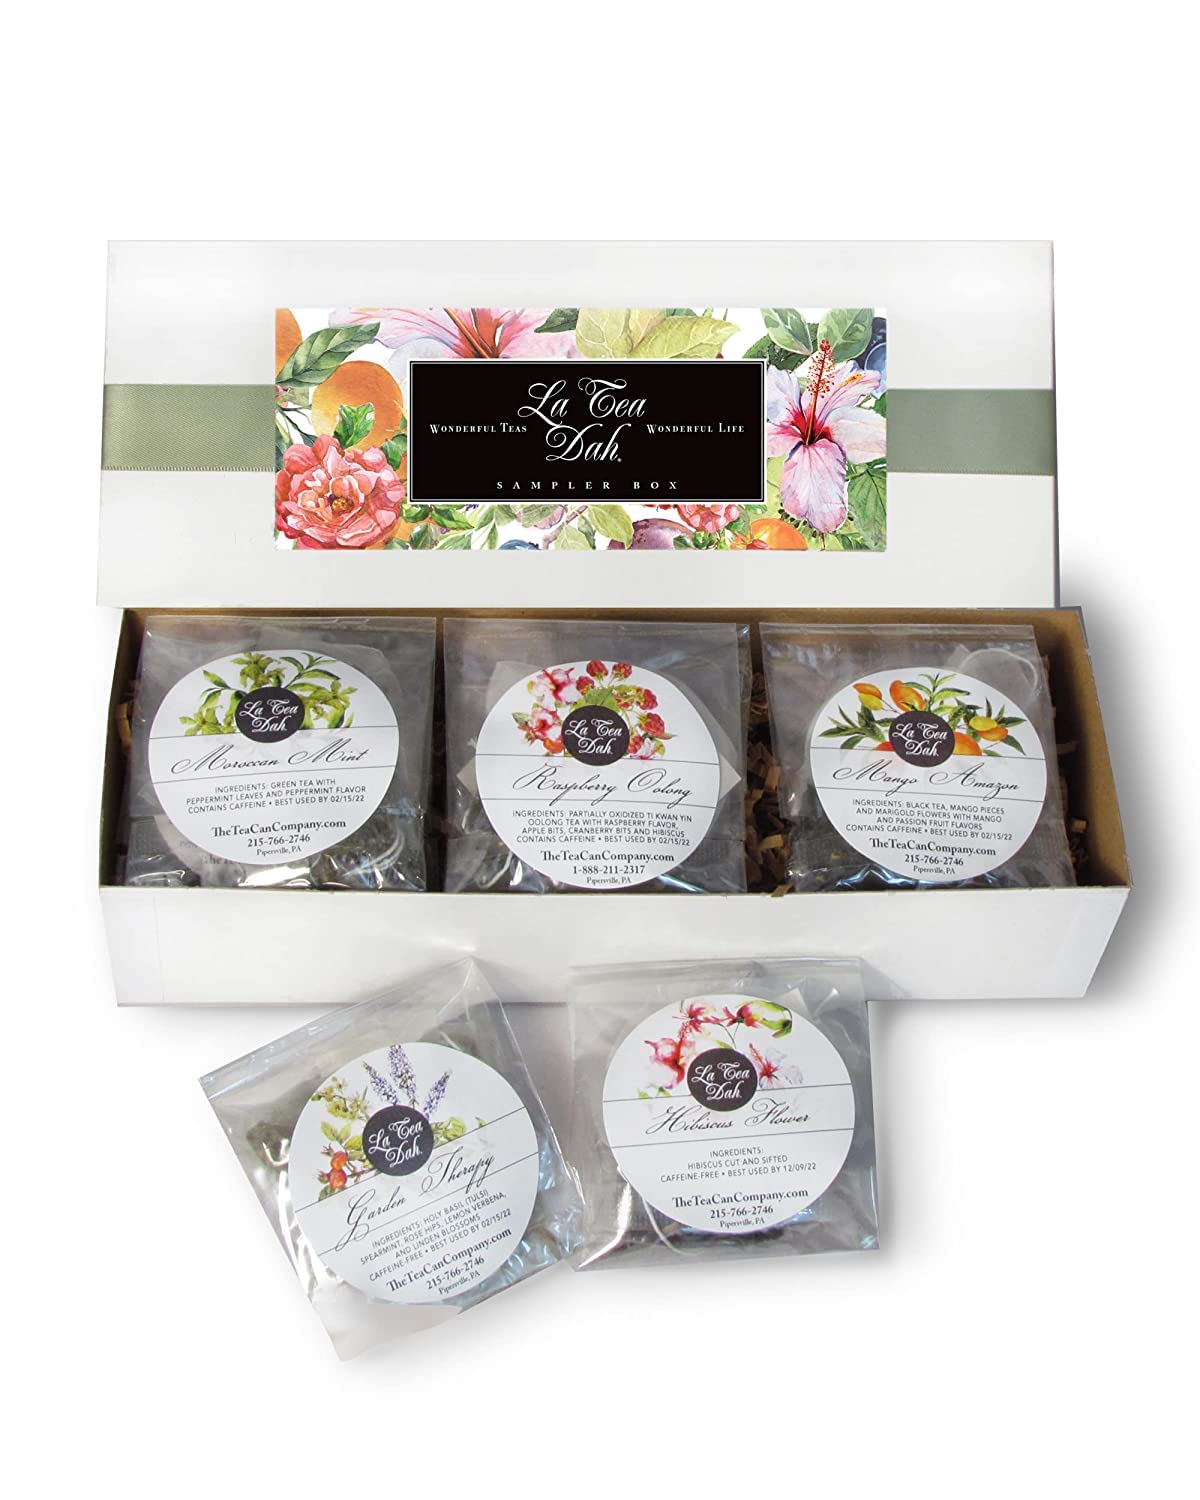 La Tea
Wonderful Teas Wonderful Life
Dah®
SAMPLER BOX
La Tea
Dah®
Moroccan Mint
INGREDIENTS: GREEN TEA WITH
PEPPERMINT LEAVES AND PEPPERMINT FLAVOR
CONTAINS CAFFEINE • BEST USED BY 02/15/22
TheTeaCanCompany.com
215-766-2746
Pipersville, PA
La Tea
Dah®
Raspberry Oolong
INGREDIENTS: PARTIALLY OXIDIZED TI KWAN YIN
OOLONG TEA WITH RASPBERRY FLAVOR,
APPLE BITS, CRANBERRY BITS AND HIBISCUS
CONTAINS CAFFEINE • BEST USED BY 02/15/22
TheTeaCanCompany.com
1-888-211-2317
Pipersville, PA
La Tea
Dah®
Mango Amazon
INGREDIENTS: BLACK TEA, MANGO PIECES
AND MARIGOLD FLOWERS WITH MANGO
AND PASSION FRUIT FLAVORS
CONTAINS CAFFEINE • BEST USED BY 02/15/22
TheTeaCanCompany.com
215-766-2746
Pipersville, PA
La Tea
Dah®
Garden Therapy
INGREDIENTS: HOLY BASIL (TULSI)
SPEARMINT, ROSE HIPS, LEMON VERBENA,
AND LINDEN BLOSSOMS
CAFFEINE-FREE • BEST USED BY 02/15/22
TheTeaCanCompany.com
215-766-2746
Pipersville, PA
La Tea
Dah®
Hibiscus Flower
INGREDIENTS:
HIBISCUS CUT AND SIFTED
CAFFEINE-FREE • BEST USED BY 12/09/22
TheTeaCanCompany.com
215-766-2746
Pipersville, PA